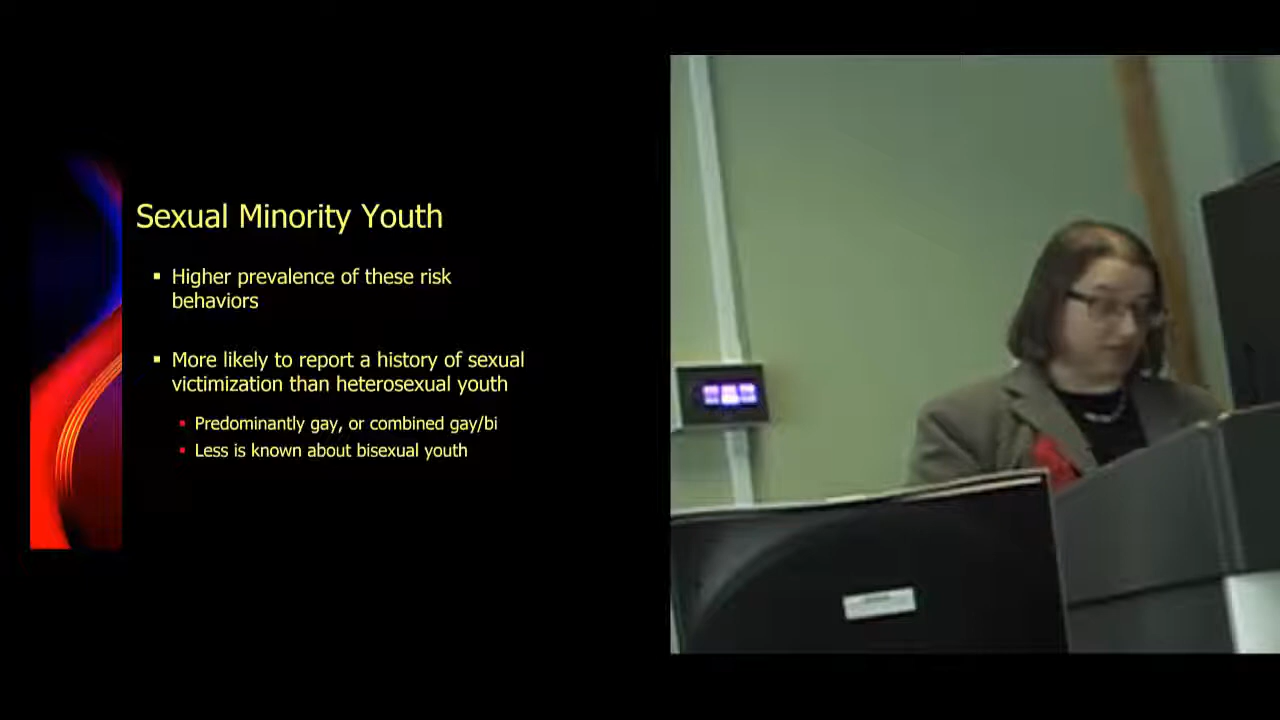 Sexual Minority Youth
▪ Higher prevalence of these risk
behaviors
▪ More likely to report a history of sexual
victimization than heterosexual youth
▪ Predominantly gay, or combined gay/bi
▪ Less is known about bisexual youth